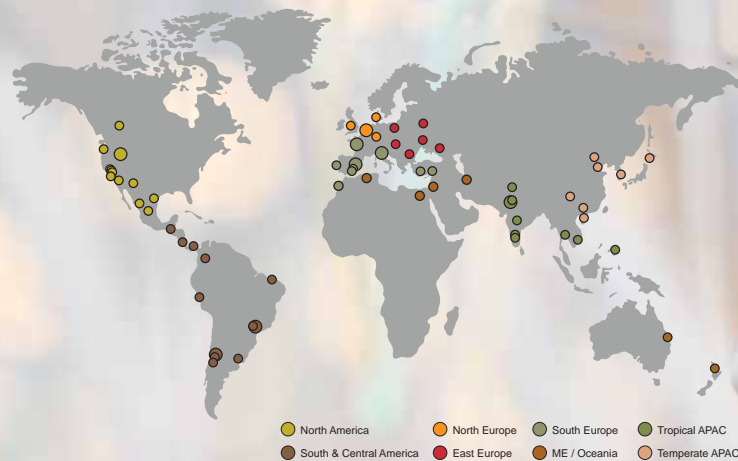 North America
North Europe
South Europe
Tropical APAC
South & Central America
East Europe
ME / Oceania
Temperate APAC